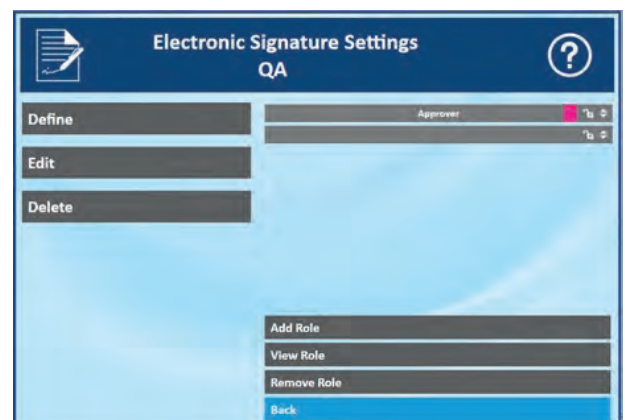 Electronic Signature Settings
QA
?
Define
Approver
Edit
Delete
Add Role
View Role
Remove Role
Back